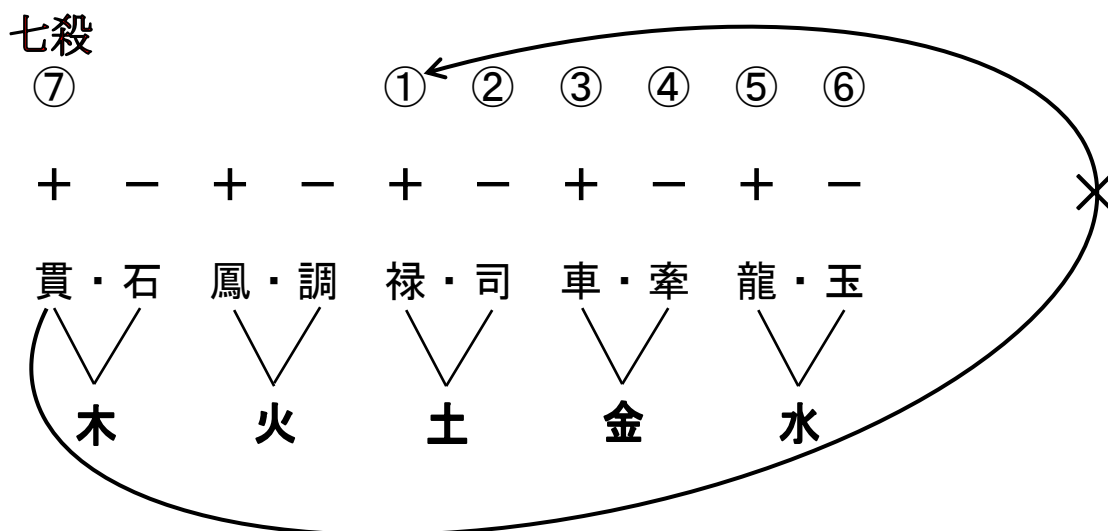 七殺
⑦ ① ② ③ ④ ⑤ ⑥
＋ － ＋ － ＋ － ＋ － ＋ －
貫・石 鳳・調 禄・司 車・牽 龍・玉
木 火 土 金 水